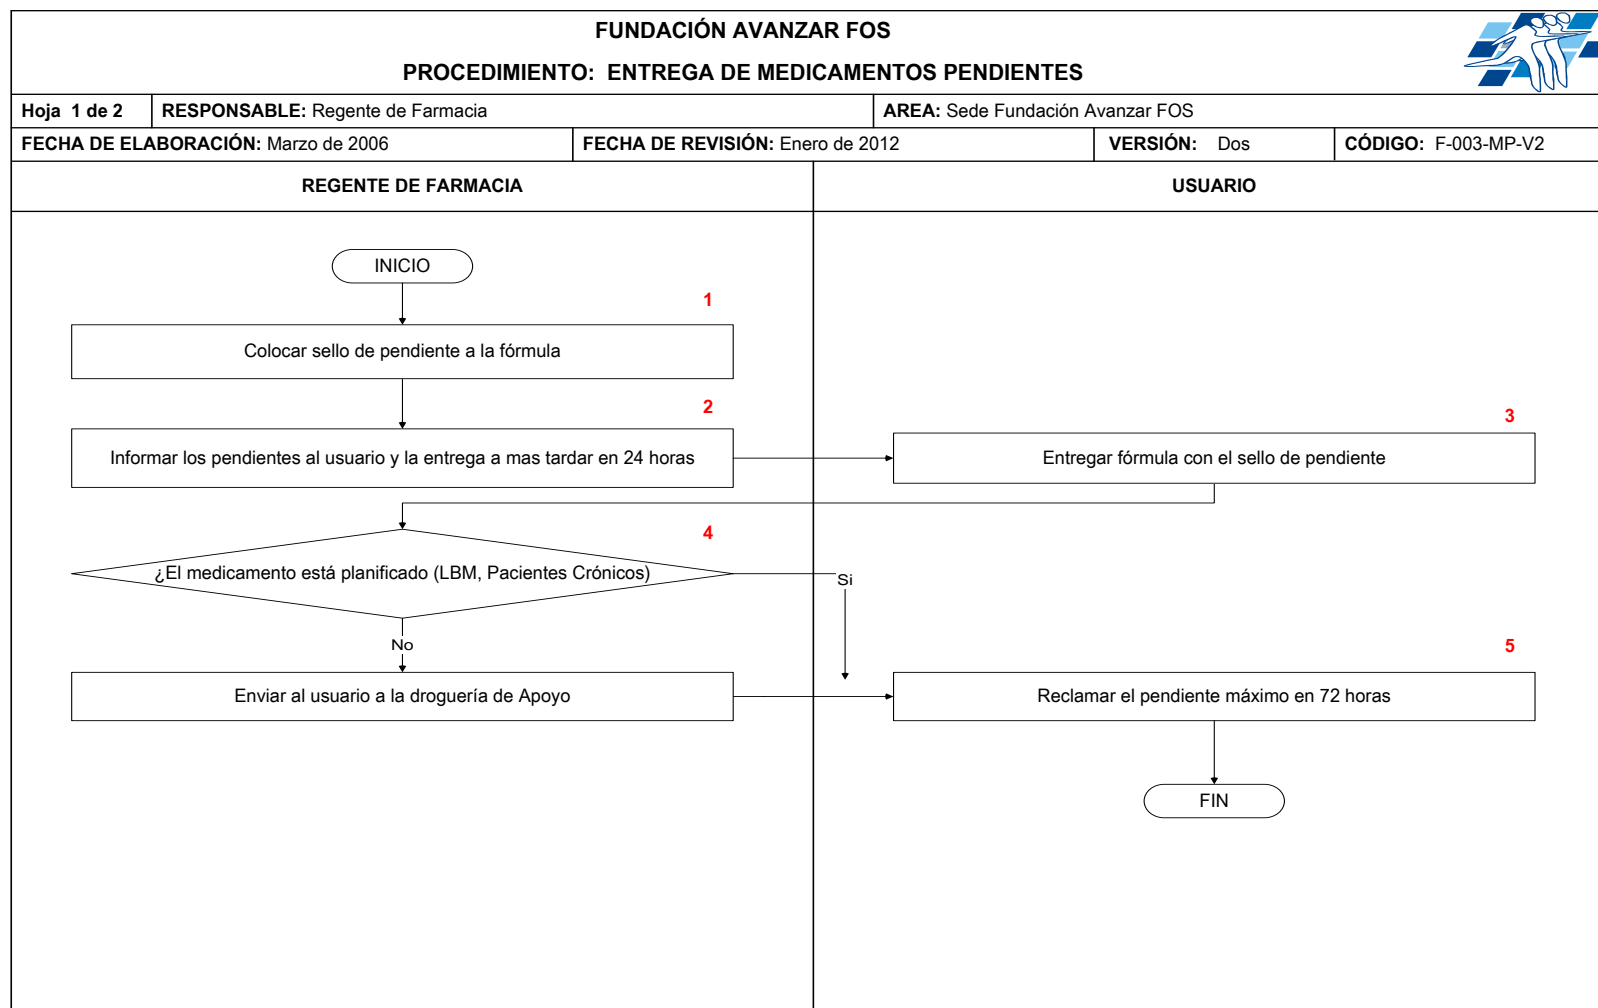 FUNDACIÓN AVANZAR FOS
PROCEDIMIENTO: ENTREGA DE MEDICAMENTOS PENDIENTES
Hoja 1 de 2 RESPONSABLE: Regente de Farmacia AREA: Sede Fundación Avanzar FOS
FECHA DE ELABORACIÓN: Marzo de 2006 FECHA DE REVISIÓN: Enero de 2012 VERSIÓN: Dos CÓDIGO: F-003-MP-V2
REGENTE DE FARMACIA USUARIO
INICIO
1
Colocar sello de pendiente a la fórmula
2
3
Informar los pendientes al usuario y la entrega a mas tardar en 24 horas
Entregar fórmula con el sello de pendiente
4
¿El medicamento está planificado (LBM, Pacientes Crónicos)
Si
No
5
Enviar al usuario a la droguería de Apoyo
Reclamar el pendiente máximo en 72 horas
FIN